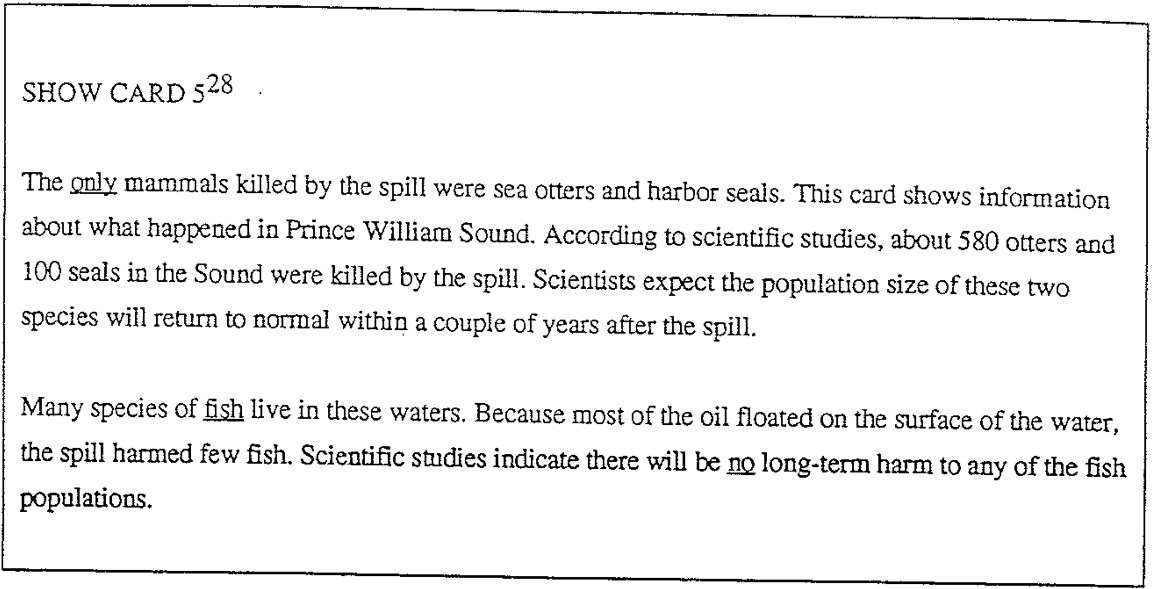 SHOW CARD 5²⁸
The only mammals killed by the spill were sea otters and harbor seals. This card shows information
about what happened in Prince William Sound. According to scientific studies, about 580 otters and
100 seals in the Sound were killed by the spill. Scientists expect the population size of these two
species will return to normal within a couple of years after the spill.
Many species of fish live in these waters. Because most of the oil floated on the surface of the water,
the spill harmed few fish. Scientific studies indicate there will be no long-term harm to any of the fish
populations.